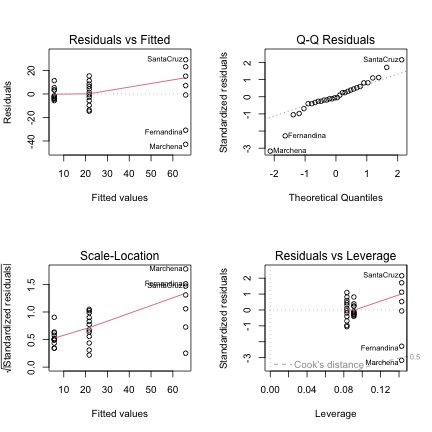 Residuals vs Fitted
Residuals
20
0
-20
-40
SantaCruz
Fernandina
Marchena
10 20 30 40 50 60
Fitted values
Q-Q Residuals
Standardized residuals
2
1
0
-1
-2
-3
SantaCruz
Fernandina
Marchena
-2 -1 0 1 2
Theoretical Quantiles
Scale-Location
√|Standardized residuals|
1.5
1.0
0.5
0.0
Marchena
Fernandina
SantaCruz
10 20 30 40 50 60
Fitted values
Residuals vs Leverage
Standardized residuals
2
1
0
-1
-3
SantaCruz
Fernandina
Marchena
Cook's distance
0.5
0.00 0.04 0.08 0.12
Leverage